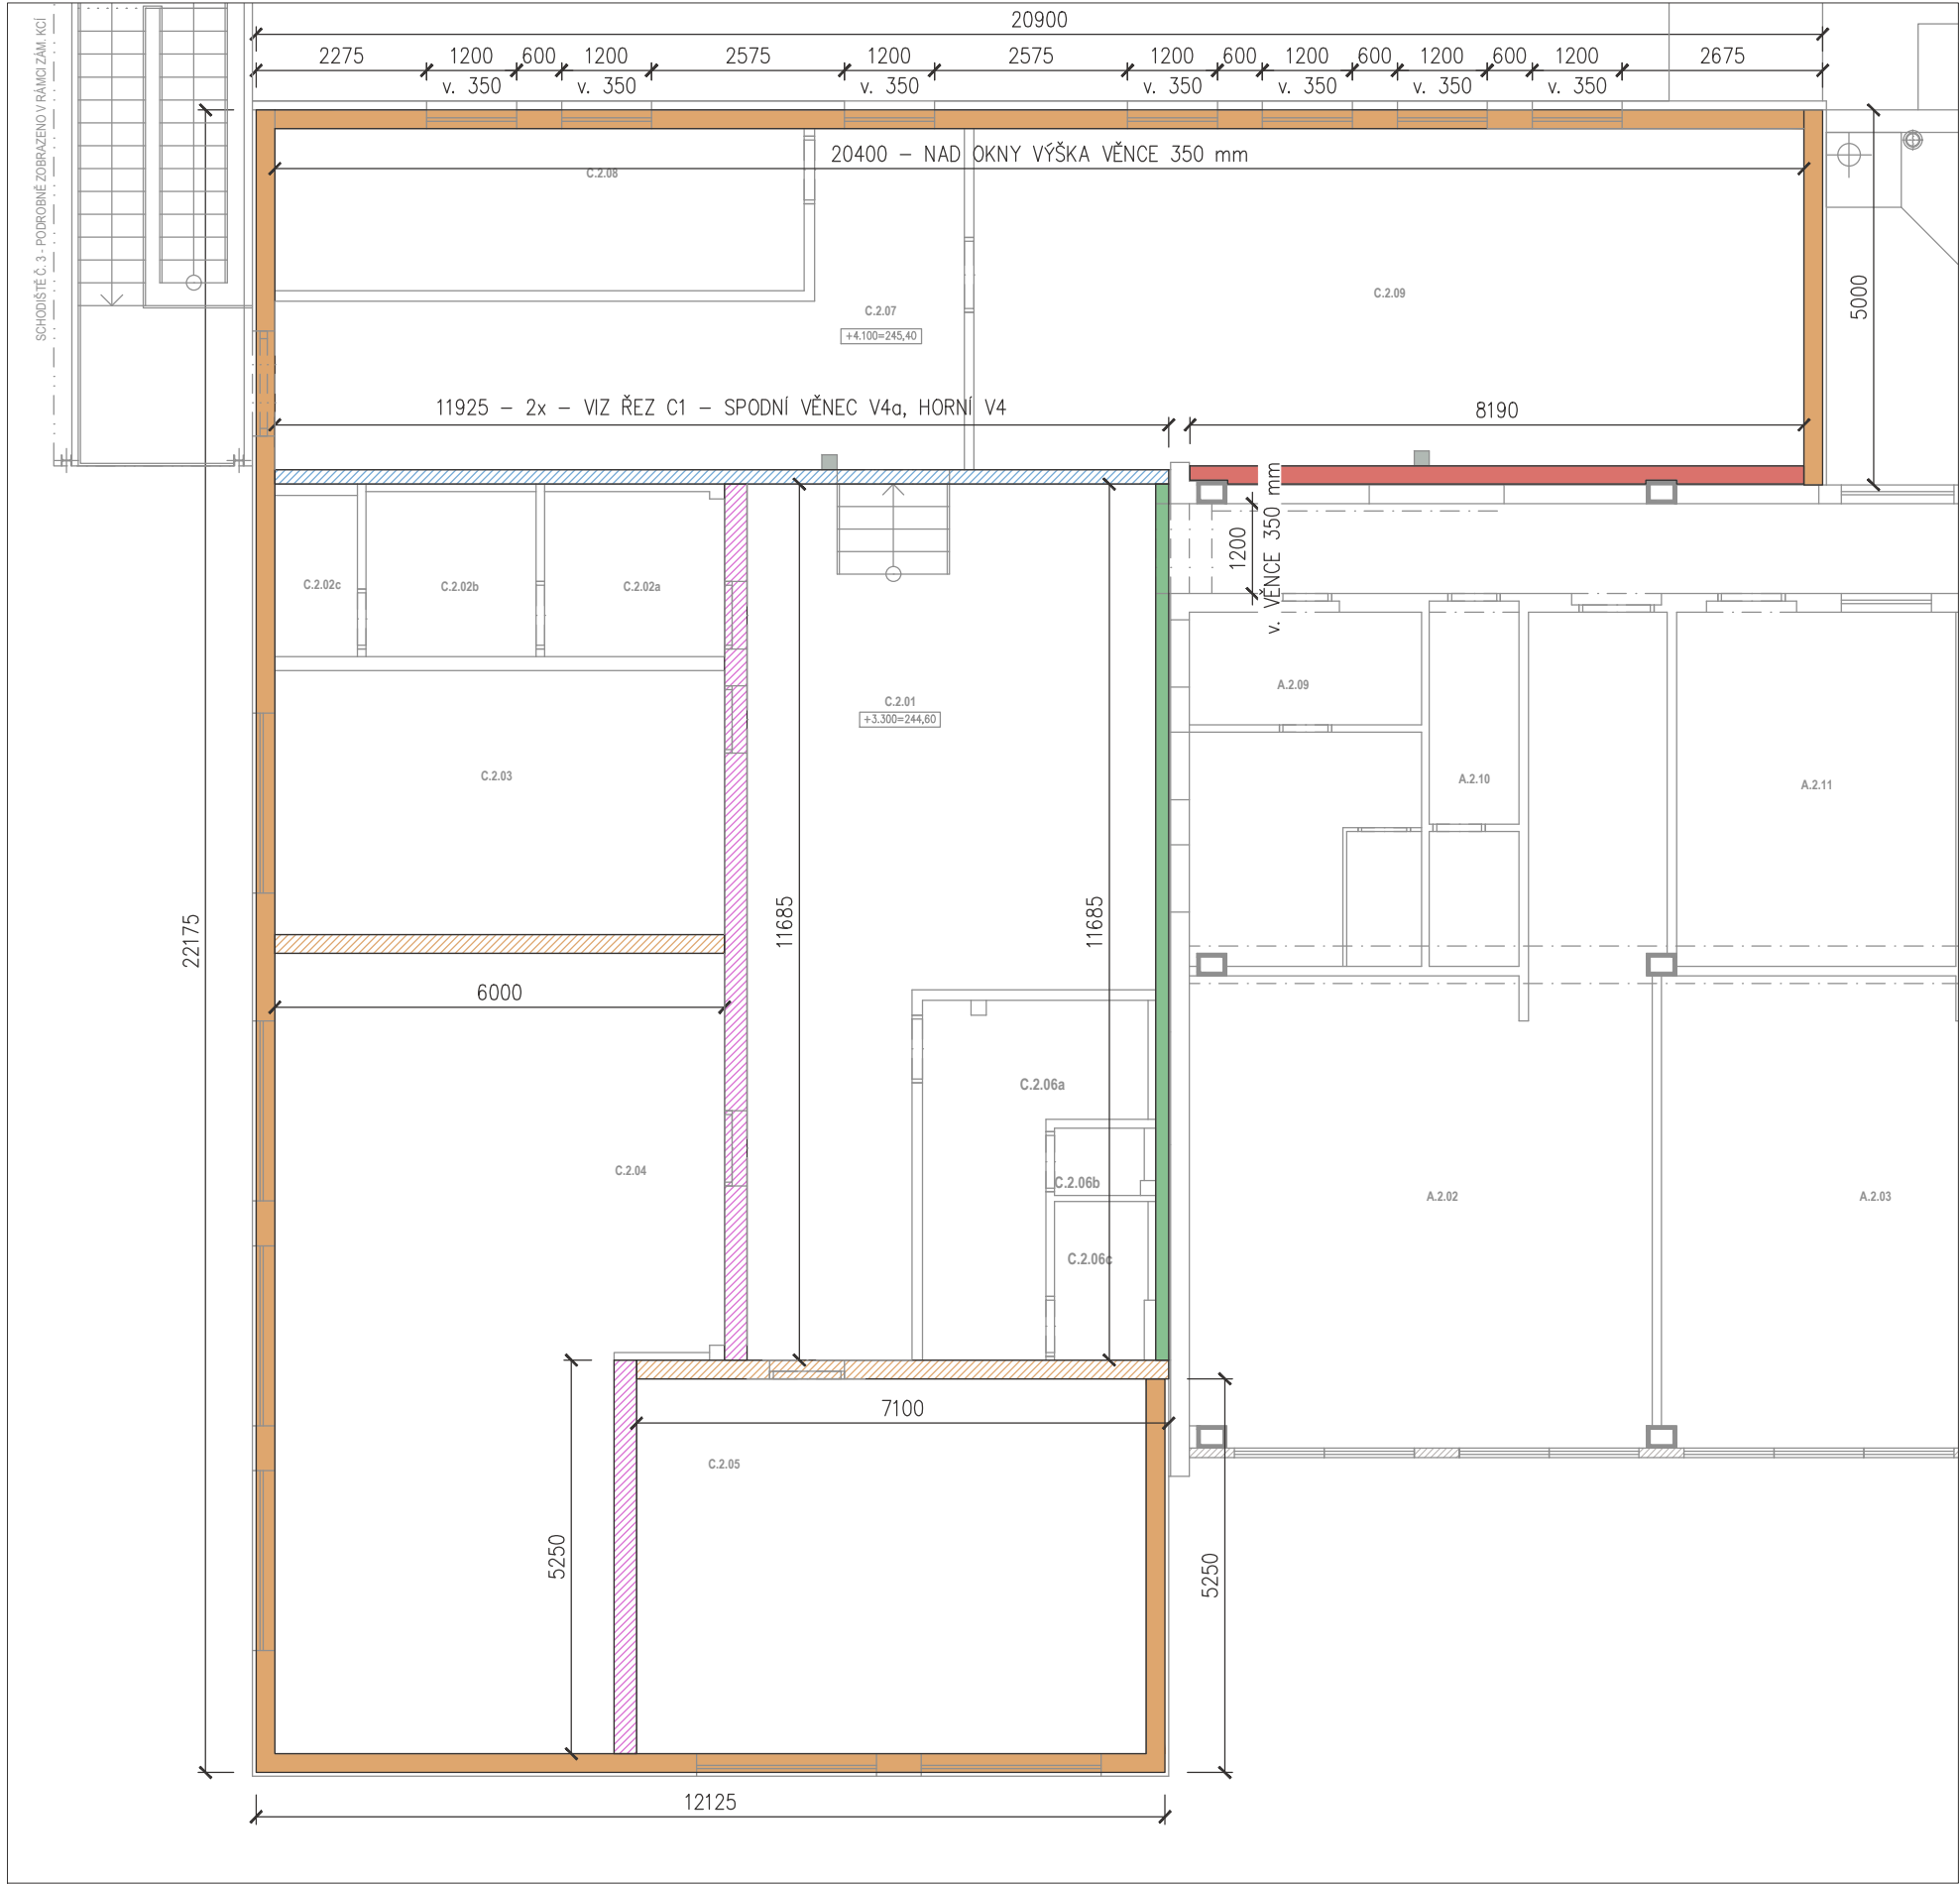 20900
2275 1200 600 1200 2575 1200 2575 1200 600 1200 600 1200 600 1200 2675
v. 350 v. 350 v. 350 v. 350 v. 350 v. 350 v. 350
SCHODIŠTĚ Č. 3 - PODROBNĚ ZOBRAZENO V RÁMCI ZÁM. KCÍ
20400 – NAD OKNY VÝŠKA VĚNCE 350 mm
C.2.08
C.2.09
C.2.07
+4.100=245,40
5000
11925 – 2x – VIZ ŘEZ C1 – SPODNÍ VĚNEC V4a, HORNÍ V4
8190
1200
v. VĚNCE 350 mm
C.2.02c
C.2.02b
C.2.02a
C.2.01
+3.300=244,60
A.2.09
C.2.03
A.2.10
A.2.11
22175
11685
11685
6000
C.2.06a
C.2.04
C.2.06b
A.2.02
A.2.03
C.2.06c
7100
C.2.05
5250
5250
12125